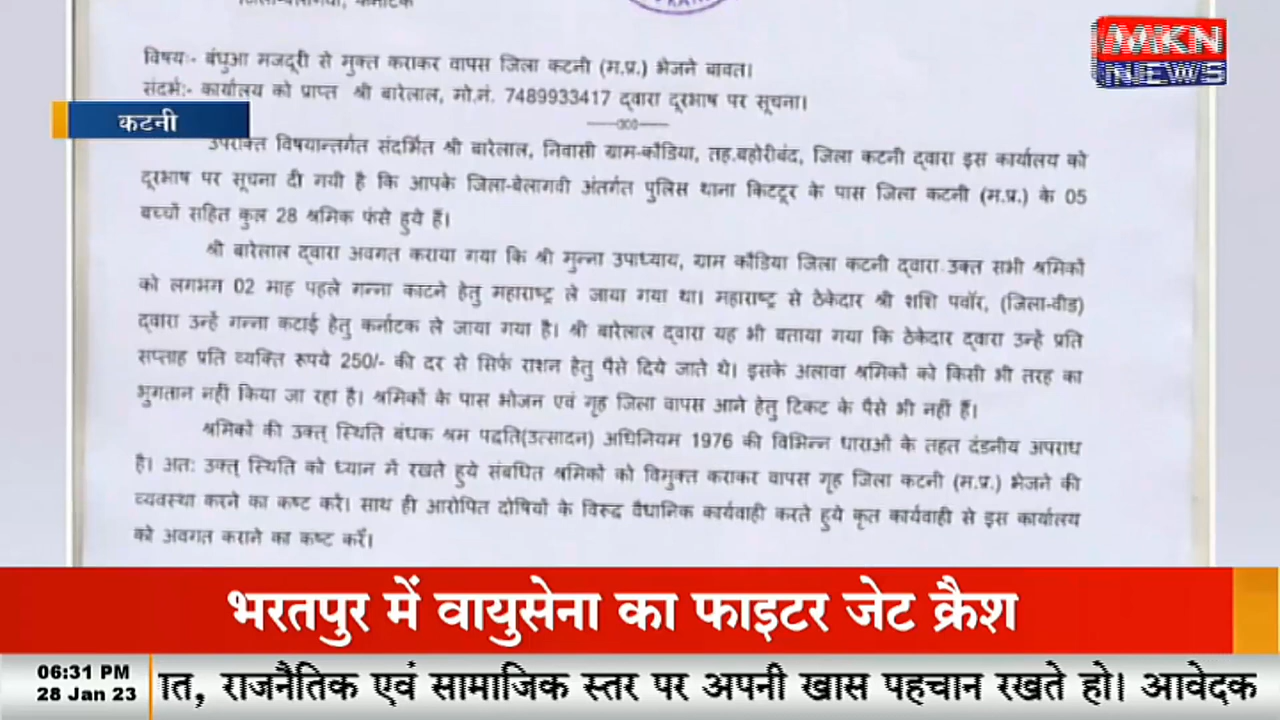 विषयः- बंधुआ मजदूरी से मुक्त कराकर वापस जिला कटनी (म.प्र.) भेजने बावत।
संदर्भः- कार्यालय को प्राप्त श्री बारेलाल, मो.नं. 7489933417 द्वारा दूरभाष पर सूचना।
उपरोक्त विषयान्तर्गत संदर्भित श्री बारेलाल, निवासी ग्राम-कौडिया, तह.बहोरीबंद, जिला कटनी द्वारा इस कार्यालय को
दूरभाष पर सूचना दी गयी है कि आपके जिला-बेलागवी अंतर्गत पुलिस थाना किटटूर के पास जिला कटनी (म.प्र.) के 05
बच्चों सहित कुल 28 श्रमिक फंसे हुये हैं।
श्री बारेलाल द्वारा अवगत कराया गया कि श्री मुन्ना उपाध्याय, ग्राम कौडिया जिला कटनी द्वारा उक्त सभी श्रमिकों
को लगभग 02 माह पहले गन्ना काटने हेतु महाराष्ट्र ले जाया गया था। महाराष्ट्र से ठेकेदार श्री शशि पवॉर, (जिला-वीड)
द्वारा उन्हें गन्ना कटाई हेतु कर्नाटक ले जाया गया है। श्री बारेलाल द्वारा यह भी बताया गया कि ठेकेदार द्वारा उन्हे प्रति
सप्ताह प्रति व्यक्ति रूपये 250/- की दर से सिर्फ राशन हेतु पैसे दिये जाते थे। इसके अलावा श्रमिकों को किसी भी तरह का
भुगतान नहीं किया जा रहा है। श्रमिकों के पास भोजन एवं गृह जिला वापस आने हेतु टिकट के पैसे भी नहीं हैं।
श्रमिकों की उक्त् स्थिति बंधक श्रम पद्दति(उत्सादन) अधिनियम 1976 की विभिन्न धाराओं के तहत दंडनीय अपराध
है। अतः उक्त् स्थिति को ध्यान में रखते हुये संबधित श्रमिकों को विमुक्त कराकर वापस गृह जिला कटनी (म.प्र.) भेजने की
व्यवस्था करने का कष्ट करें। साथ ही आरोपित दोषियों के विरुद्ध वैधानिक कार्यवाही करते हुये कृत कार्यवाही से इस कार्यालय
को अवगत कराने का कष्ट करें।
MKN
NEWS
कटनी
भरतपुर में वायुसेना का फाइटर जेट क्रैश
06:31 PM
28 Jan 23
ात, राजनैतिक एवं सामाजिक स्तर पर अपनी खास पहचान रखते हो। आवेदक